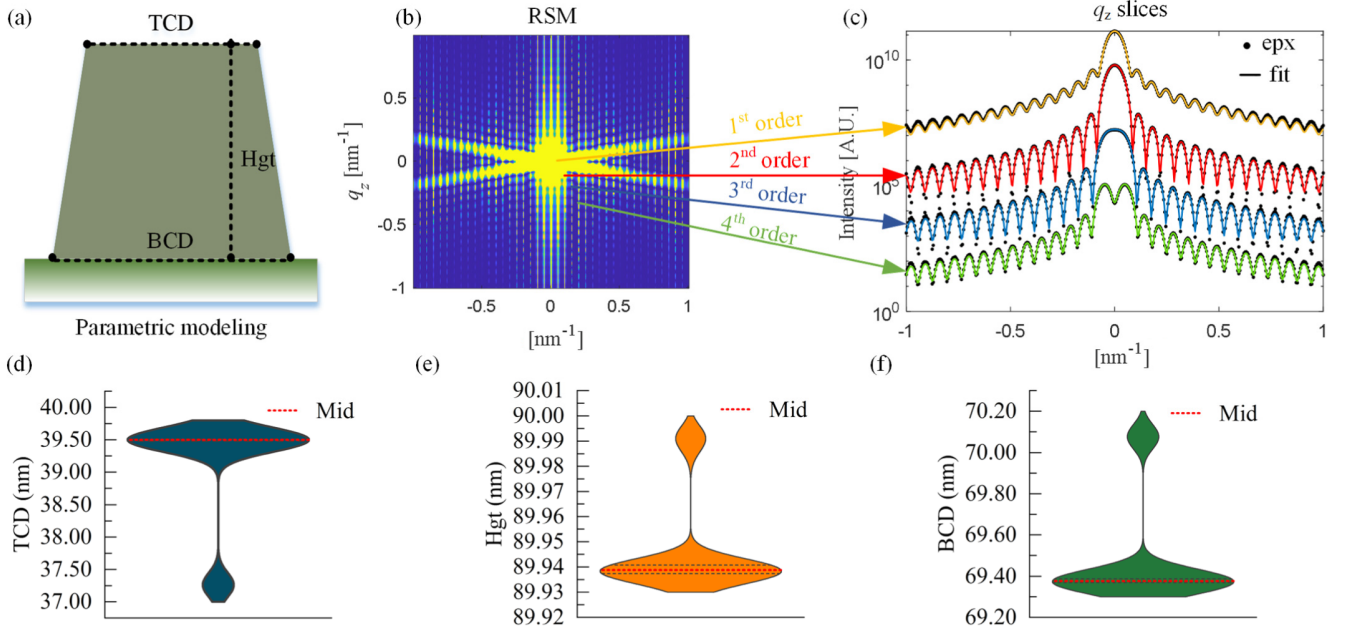 (a)
TCD
Hgt
BCD
Parametric modeling
(b)
RSM
q_z [nm-1]
0.5
0
-0.5
-1
-0.5
0
0.5
1
[nm-1]
1st order
2nd order
3rd order
4th order
(c)
qz slices
epx
fit
Intensity [A.U.]
10^10
10^5
10^0
-1
-0.5
0
0.5
1
[nm-1]
(d)
Mid
TCD (nm)
40.00
39.50
39.00
38.50
38.00
37.50
37.00
(e)
Mid
Hgt (nm)
90.01
90.00
89.99
89.98
89.97
89.96
89.95
89.94
89.93
89.92
(f)
Mid
BCD (nm)
70.20
70.00
69.80
69.60
69.40
69.20